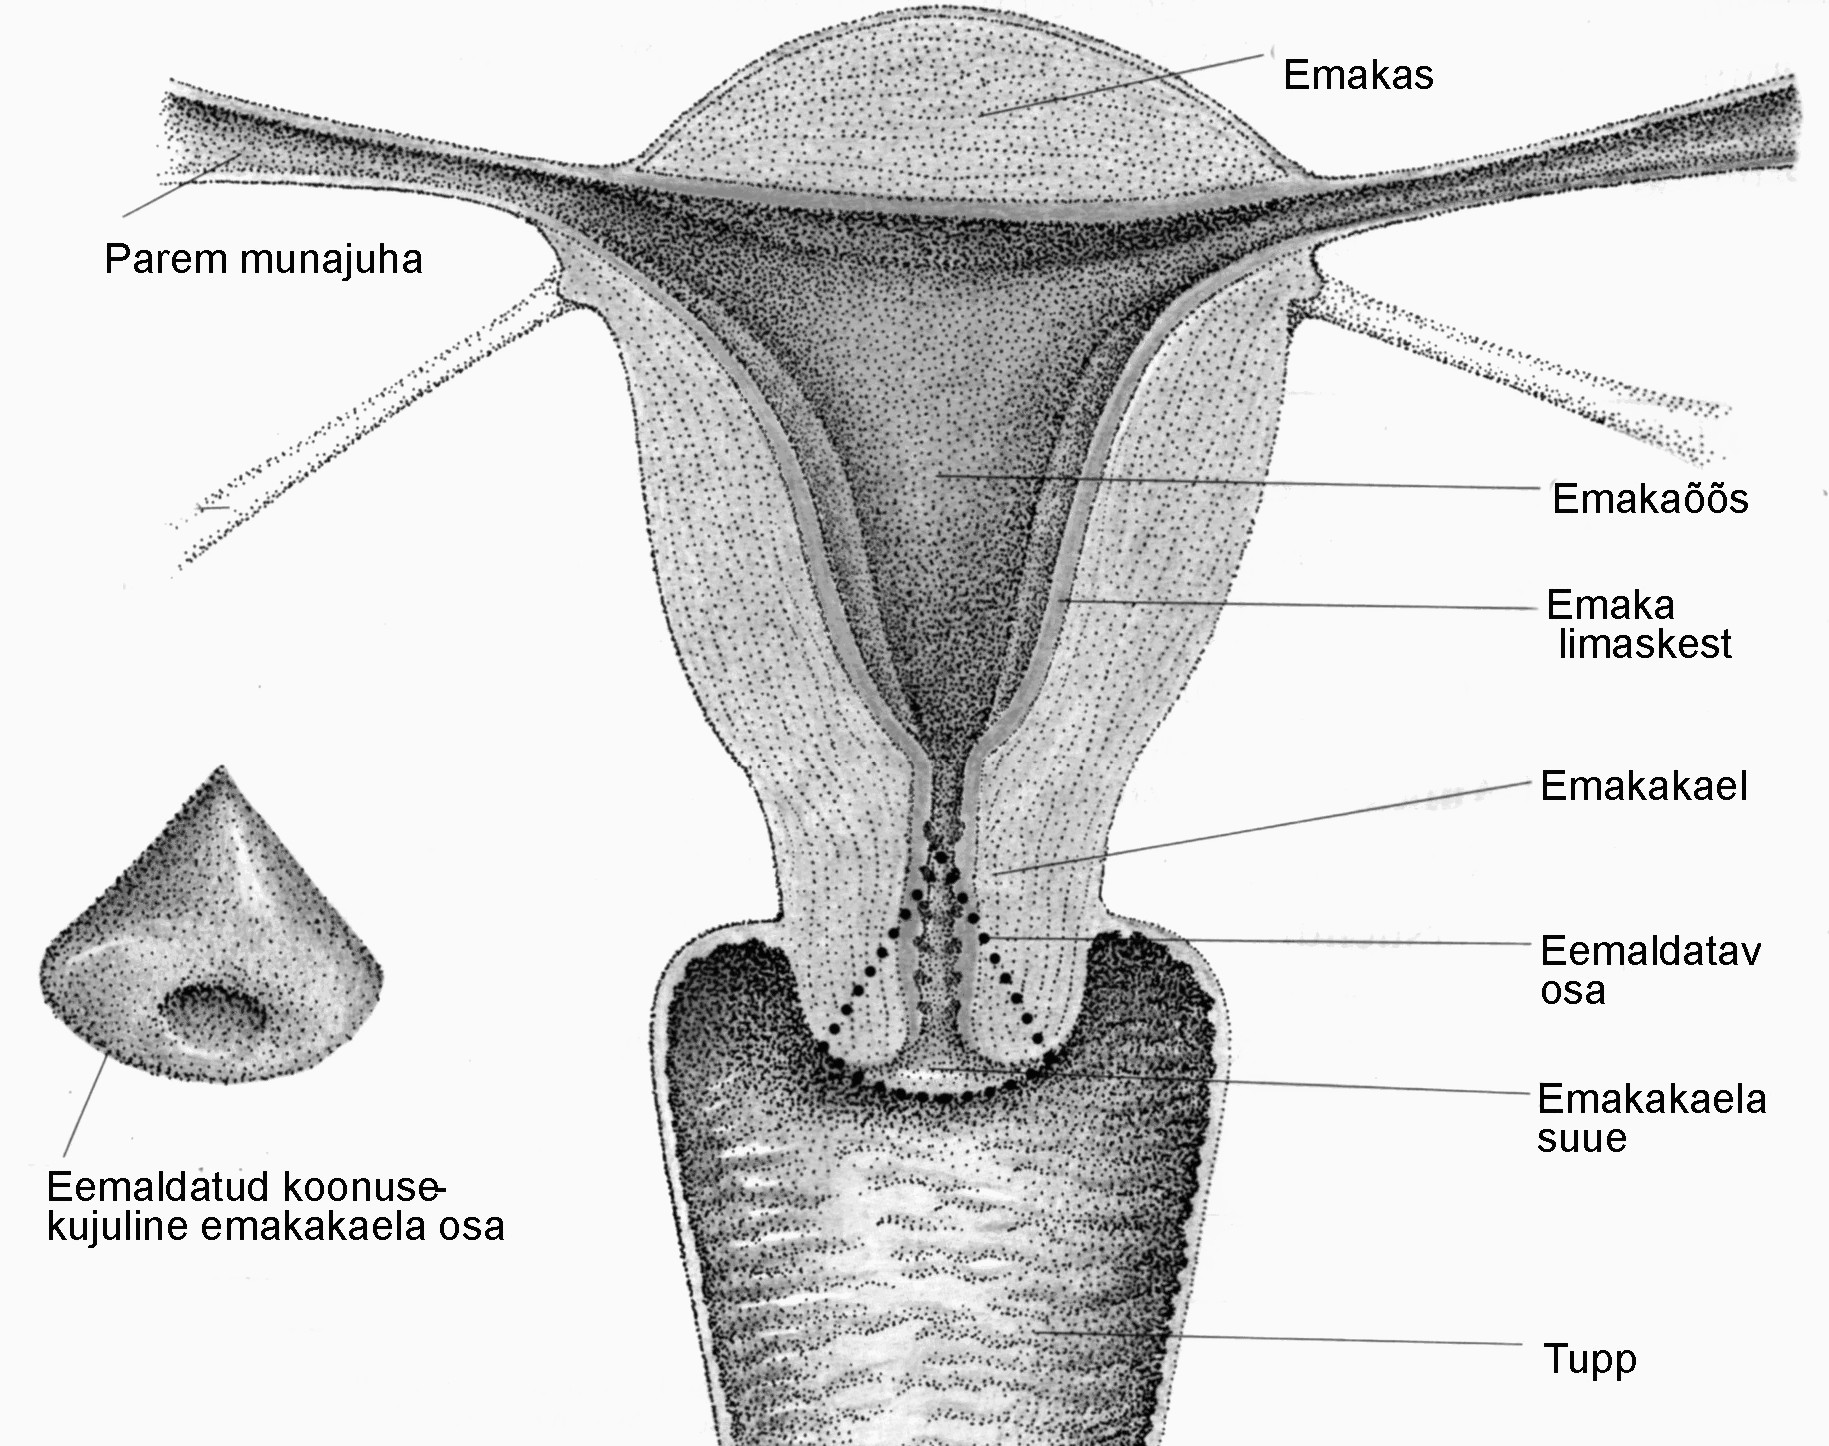 Emakas
Parem munajuha
Emakaõõs
Emaka
limaskest
Emakakael
Eemaldatav
osa
Emakakaela
suue
Eemaldatud koonuse-
kujuline emakakaela osa
Tupp